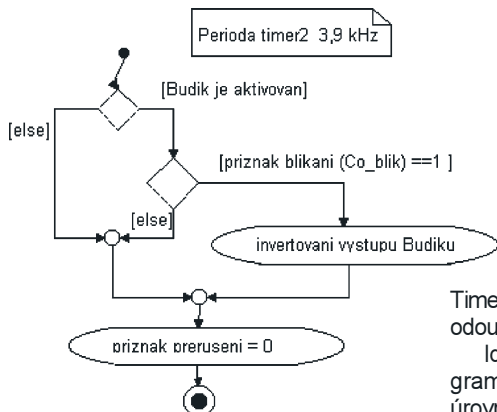 Perioda timer2 3,9 kHz
[Budik je aktivovan]
[else]
[priznak blikani (Co_blik) ==1 ]
[else]
invertovani vystupu Budiku
priznak preruseni = 0
Time
odou
gram
úrov